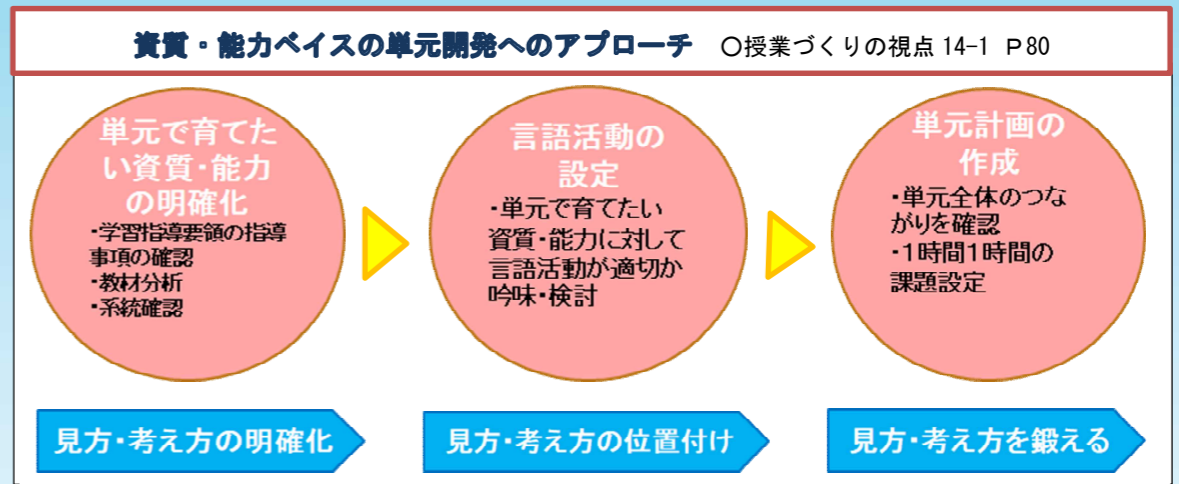 資質・能力ベイスの単元開発へのアプローチ　〇授業づくりの視点 14-1 P80
単元で育てた
い資質・能力
の明確化
・学習指導要領の指導
事項の確認
・教材分析
・系統確認
言語活動の
設定
・単元で育てたい
資質・能力に対して
言語活動が適切か
吟味・検討
単元計画の
作成
・単元全体のつな
がりを確認
・1時間1時間の
課題設定
見方・考え方の明確化
見方・考え方の位置付け
見方・考え方を鍛える